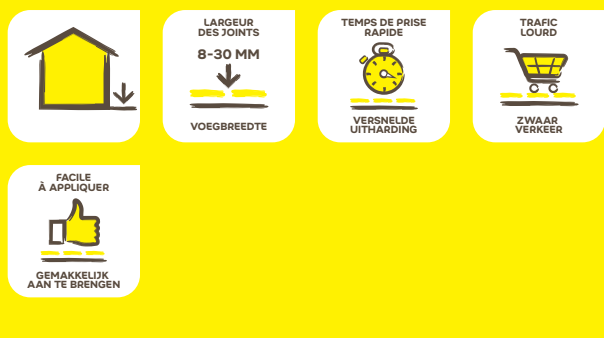 LARGEUR
DES JOINTS
8-30 MM
VOEGBREEDTE
TEMPS DE PRISE
RAPIDE
VERSNELDE
UITHARDING
TRAFIC
LOURD
ZWAAR
VERKEER
FACILE
À APPLIQUER
GEMAKKELIJK
AAN TE BRENGEN